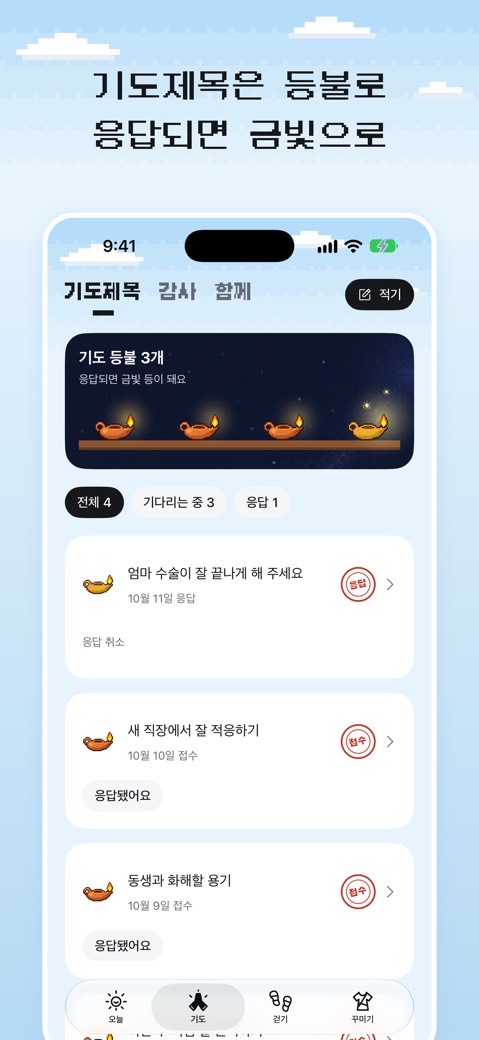 기도제목은 등불로
응답되면 금빛으로
9:41
기도제목 감사 함께
적기
기도 등불 3개
응답되면 금빛 등이 돼요
전체 4
기다리는 중 3
응답 1
엄마 수술이 잘 끝나게 해 주세요
10월 11일 응답
응답
응답 취소
새 직장에서 잘 적응하기
10월 10일 접수
접수
응답됐어요
동생과 화해할 용기
10월 9일 접수
접수
응답됐어요
오늘
기도
걷기
꾸미기